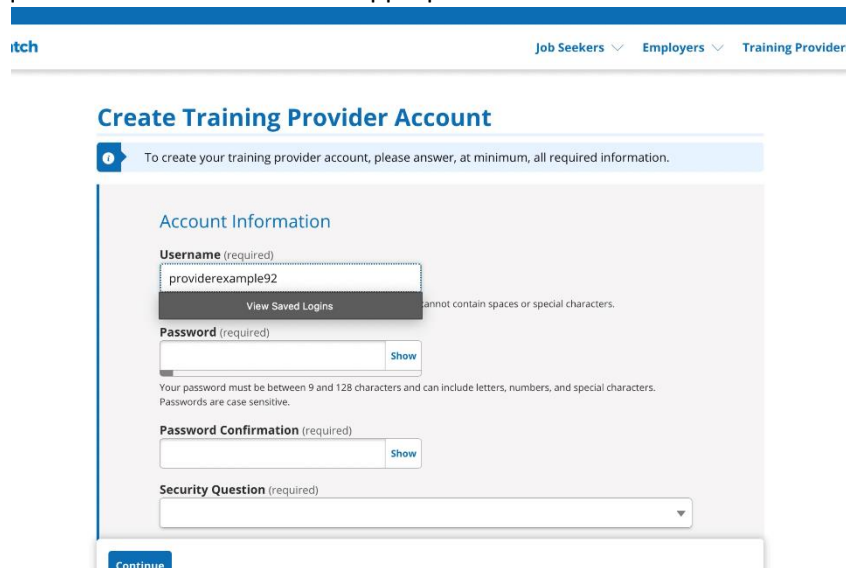 tch
Job Seekers Employers Training Provider
Create Training Provider Account
To create your training provider account, please answer, at minimum, all required information.
Account Information
Username (required)
providerexample92
View Saved Logins
cannot contain spaces or special characters.
Password (required)
Show
Your password must be between 9 and 128 characters and can include letters, numbers, and special characters.
Passwords are case sensitive.
Password Confirmation (required)
Show
Security Question (required)
Continue